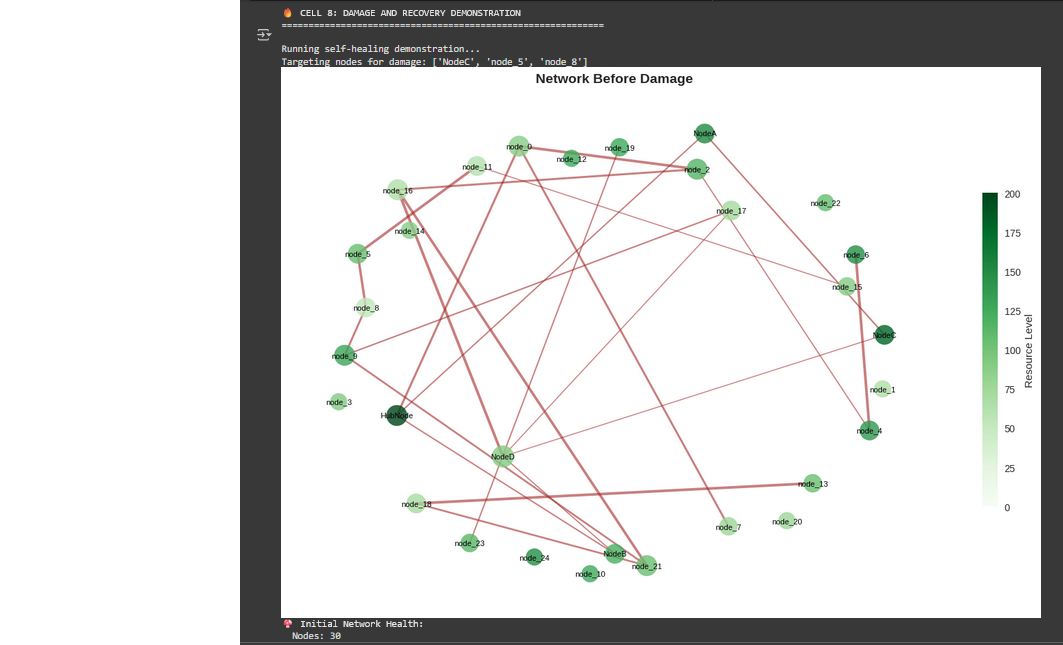 🔥 CELL 8: DAMAGE AND RECOVERY DEMONSTRATION
============================================================
Running self-healing demonstration...
Targeting nodes for damage: ['NodeC', 'node_5', 'node_8']
Network Before Damage
NodeA
node_0
node_19
node_12
node_11
node_2
node_16
node_22
node_17
node_14
node_5
node_6
node_15
node_8
NodeC
node_9
node_1
node_3
HubNode
node_4
NodeD
node_13
node_18
node_20
node_7
node_23
NodeB
node_24
node_21
node_10
200
175
150
125
100
75
50
25
0
Resource Level
🍄 Initial Network Health:
Nodes: 30